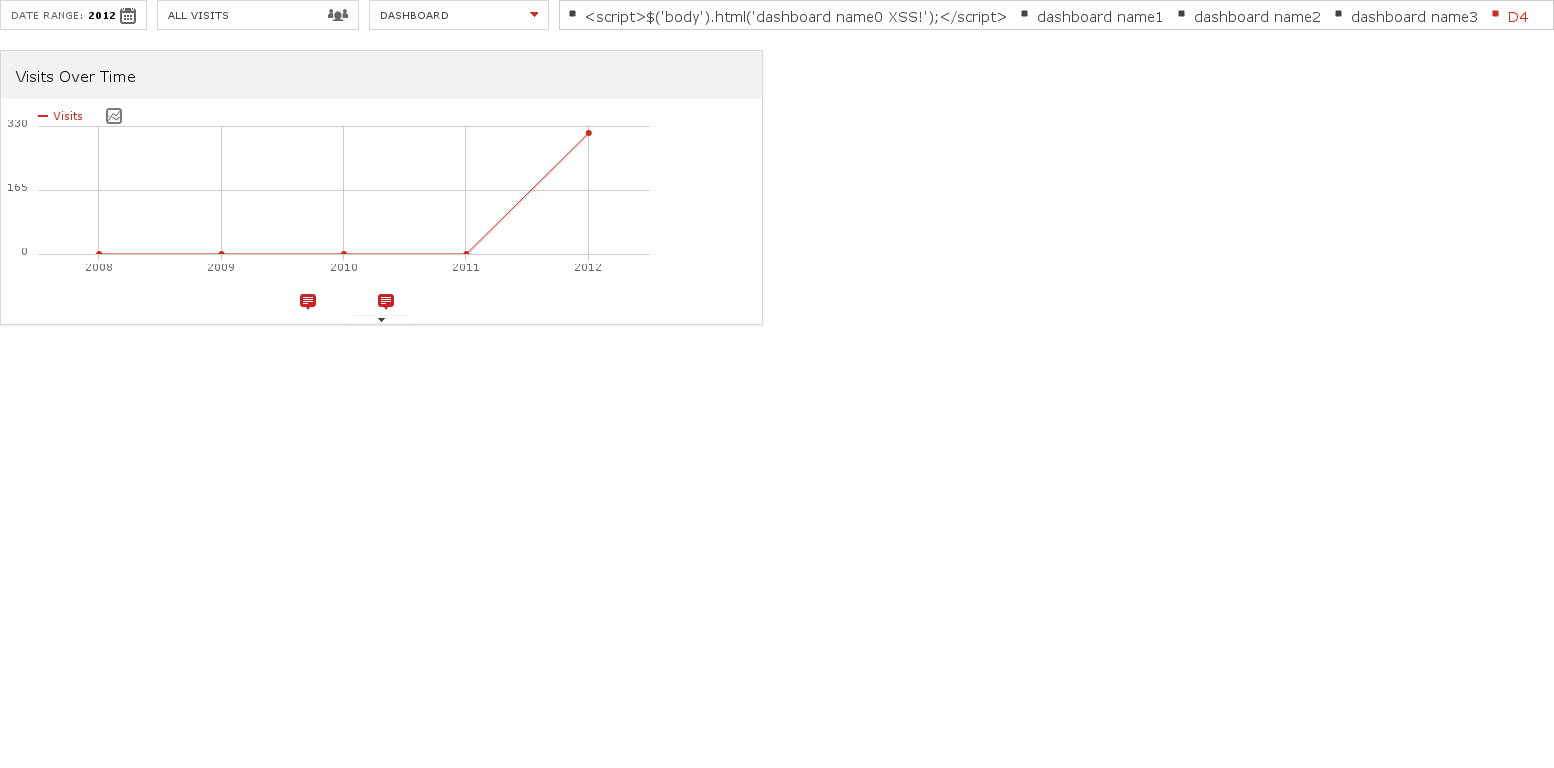 DATE RANGE: 2012 ALL VISITS DASHBOARD <script>$('body').html('dashboard name0 XSS!');</script> dashboard name1 dashboard name2 dashboard name3 D4
Visits Over Time
Visits
330
165
0
2008 2009 2010 2011 2012